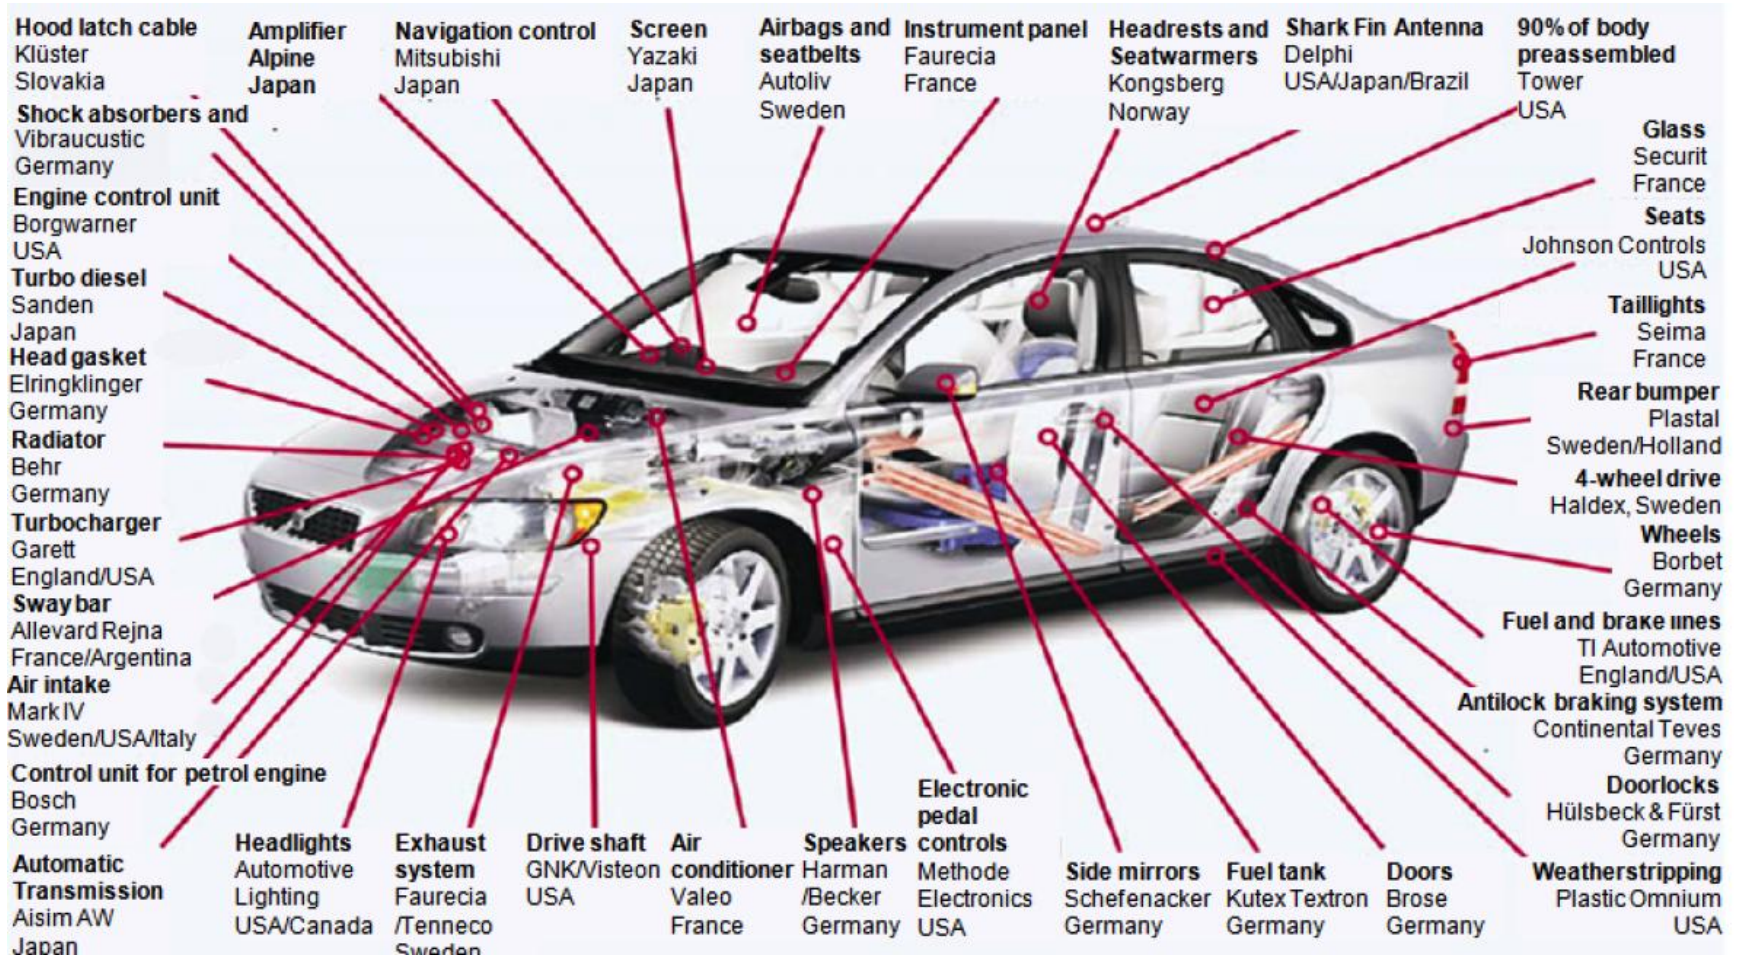 Hood latch cable
Klüster
Slovakia
Shock absorbers and
Vibraucustic
Germany
Engine control unit
Borgwarner
USA
Turbo diesel
Sanden
Japan
Head gasket
Elringklinger
Germany
Radiator
Behr
Germany
Turbocharger
Garett
England/USA
Sway bar
Allevard Rejna
France/Argentina
Air intake
Mark IV
Sweden/USA/Italy
Control unit for petrol engine
Bosch
Germany
Automatic
Transmission
Aisim AW
Japan
Amplifier
Alpine
Japan
Navigation control
Mitsubishi
Japan
Screen
Yazaki
Japan
Airbags and
seatbelts
Autoliv
Sweden
Instrument panel
Faurecia
France
Headrests and
Seatwarmers
Kongsberg
Norway
Shark Fin Antenna
Delphi
USA/Japan/Brazil
90% of body
preassembled
Tower
USA
Glass
Securit
France
Seats
Johnson Controls
USA
Taillights
Seima
France
Rear bumper
Plastal
Sweden/Holland
4-wheel drive
Haldex, Sweden
Wheels
Borbet
Germany
Fuel and brake lines
TI Automotive
England/USA
Antilock braking system
Continental Teves
Germany
Doorlocks
Hülsbeck & Fürst
Germany
Weatherstripping
Plastic Omnium
USA
Headlights
Automotive
Lighting
USA/Canada
Exhaust
system
Faurecia
/Tenneco
Sweden
Drive shaft
GNK/Visteon
USA
Air
conditioner
Valeo
France
Speakers
Harman
/Becker
Germany
Electronic
pedal
controls
Methode
Electronics
USA
Side mirrors
Schefenacker
Germany
Fuel tank
Kutex Textron
Germany
Doors
Brose
Germany